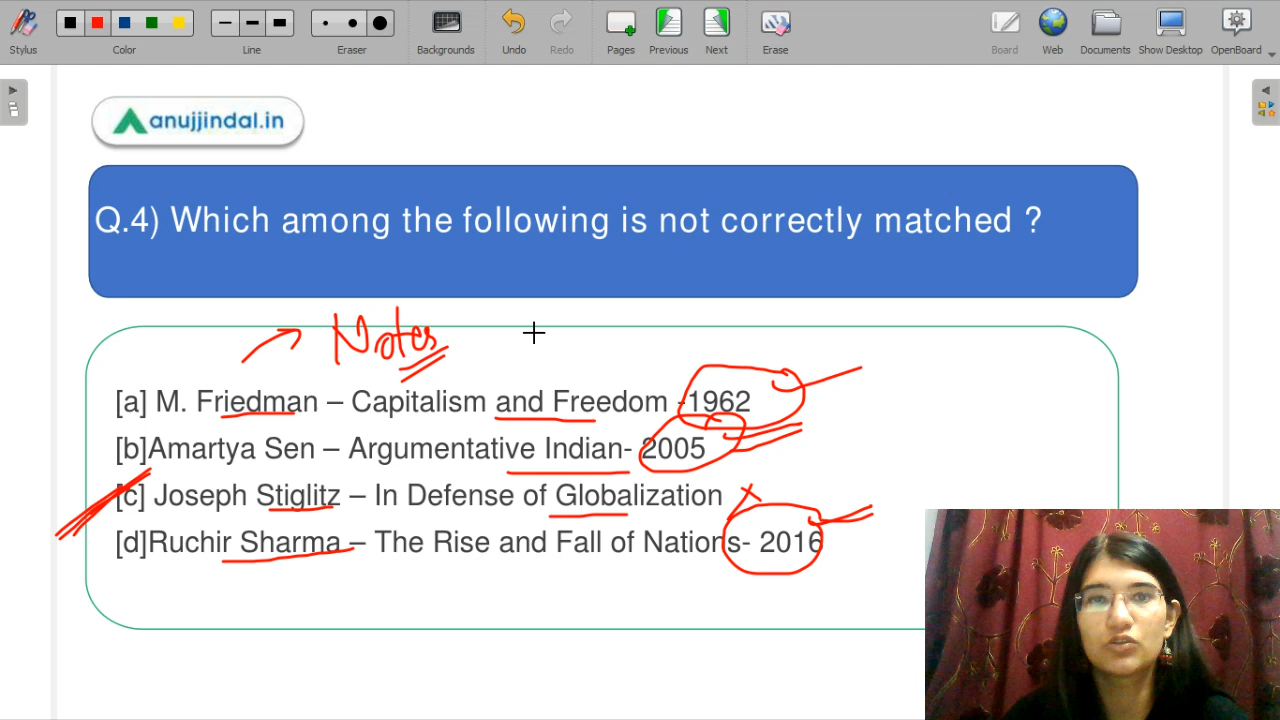 Stylus
Color
Line
Eraser
Backgrounds
Undo
Redo
Pages
Previous
Next
Erase
Board
Web
Documents
Show Desktop
OpenBoard
anujjindal.in
Q.4) Which among the following is not correctly matched ?
Notes
[a] M. Friedman – Capitalism and Freedom -1962
[b]Amartya Sen – Argumentative Indian- 2005
[c] Joseph Stiglitz – In Defense of Globalization
[d]Ruchir Sharma – The Rise and Fall of Nations- 2016